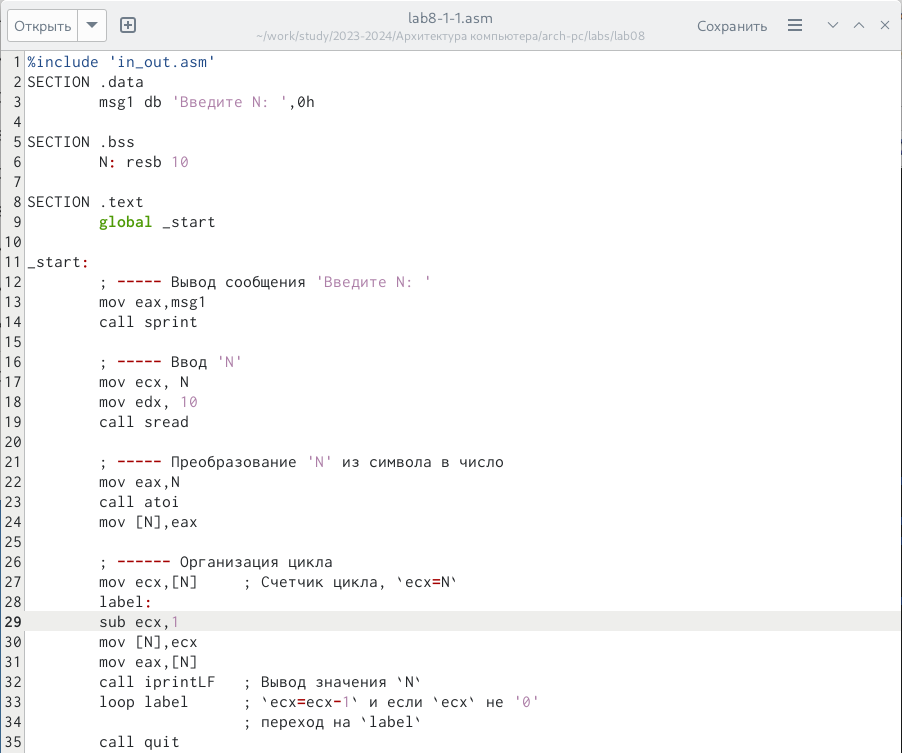 Открыть
lab8-1-1.asm
~/work/study/2023-2024/Архитектура компьютера/arch-pc/labs/lab08
Сохранить
1 %include 'in_out.asm'
2 SECTION .data
3 msg1 db 'Введите N: ',0h
4
5 SECTION .bss
6 N: resb 10
7
8 SECTION .text
9 global _start
10
11 _start:
12 ; ----- Вывод сообщения 'Введите N: '
13 mov eax,msg1
14 call sprint
15
16 ; ----- Ввод 'N'
17 mov ecx, N
18 mov edx, 10
19 call sread
20
21 ; ----- Преобразование 'N' из символа в число
22 mov eax,N
23 call atoi
24 mov [N],eax
25
26 ; ------ Организация цикла
27 mov ecx,[N] ; Счетчик цикла, `ecx=N`
28 label:
29 sub ecx,1
30 mov [N],ecx
31 mov eax,[N]
32 call iprintLF ; Вывод значения `N`
33 loop label ; `ecx=ecx-1` и если `ecx` не '0'
34 ; переход на `label`
35 call quit